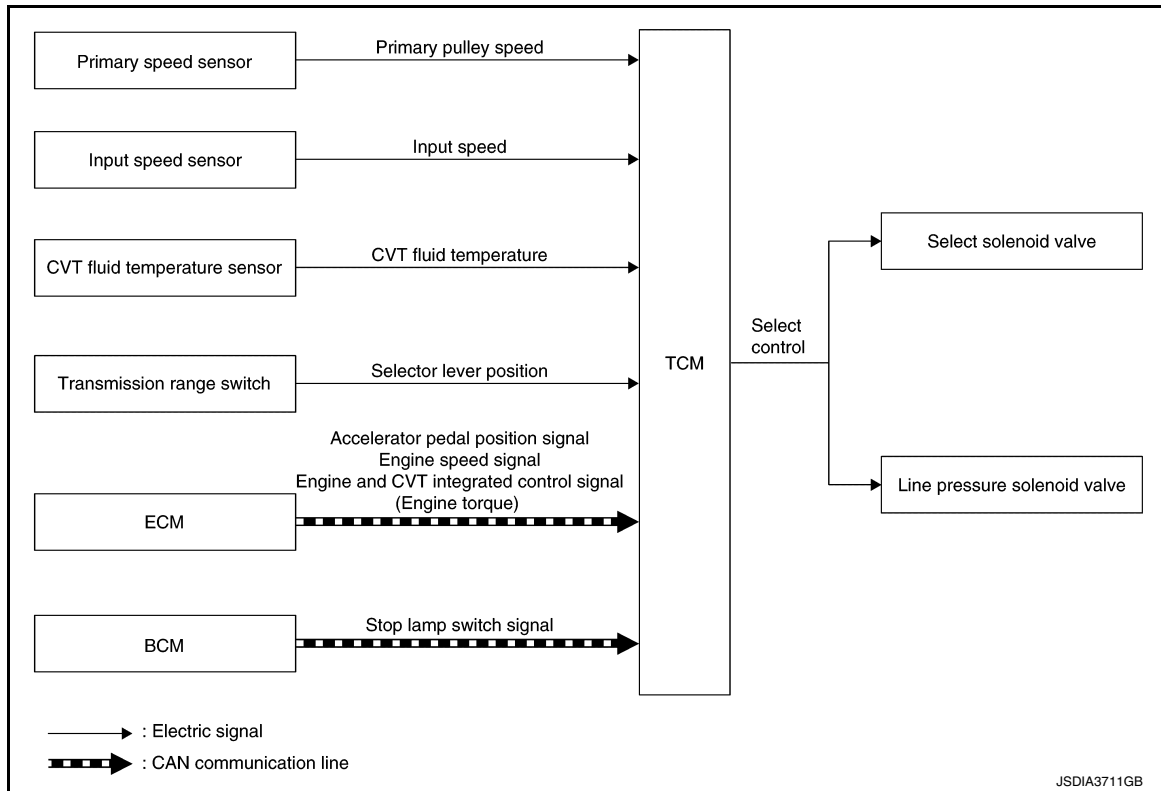 Primary speed sensor
Primary pulley speed
Input speed sensor
Input speed
CVT fluid temperature sensor
CVT fluid temperature
Transmission range switch
Selector lever position
ECM
Accelerator pedal position signal
Engine speed signal
Engine and CVT integrated control signal
(Engine torque)
BCM
Stop lamp switch signal
TCM
Select
control
Select solenoid valve
Line pressure solenoid valve
: Electric signal
: CAN communication line
JSDIA3711GB